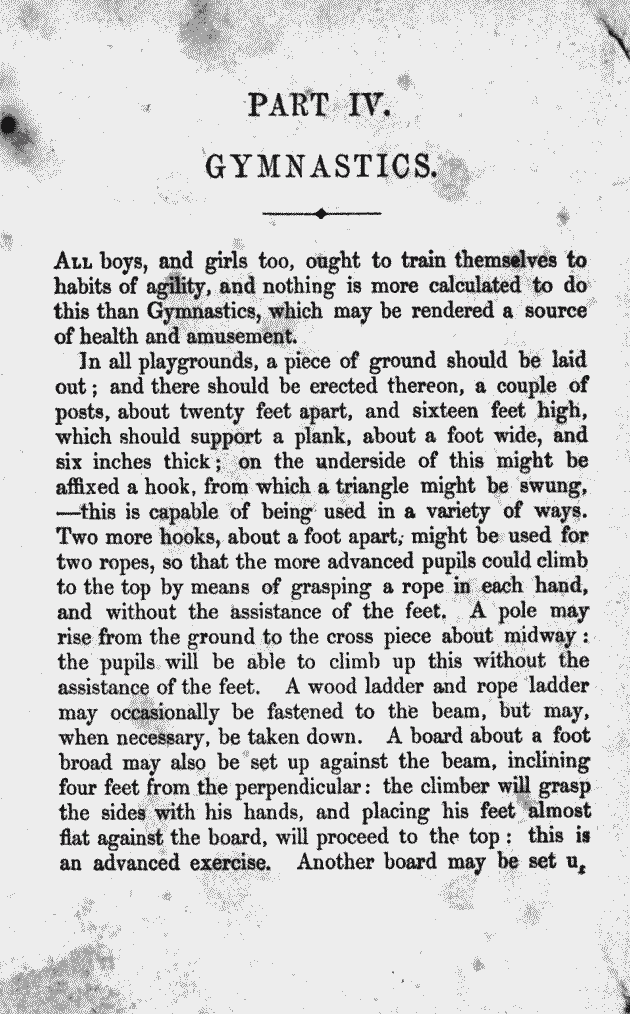 PART IV.
GYMNASTICS.
ALL boys, and girls too, ought to train themselves to
habits of agility, and nothing is more calculated to do
this than Gymnastics, which may be rendered a source
of health and amusement.
In all playgrounds, a piece of ground should be laid
out; and there should be erected thereon, a couple of
posts, about twenty feet apart, and sixteen feet high,
which should support a plank, about a foot wide, and
six inches thick; on the underside of this might be
affixed a hook, from which a triangle might be swung,
—this is capable of being used in a variety of ways.
Two more hooks, about a foot apart, might be used for
two ropes, so that the more advanced pupils could climb
to the top by means of grasping a rope in each hand,
and without the assistance of the feet. A pole may
rise from the ground to the cross piece about midway:
the pupils will be able to climb up this without the
assistance of the feet. A wood ladder and rope ladder
may occasionally be fastened to the beam, but may,
when necessary, be taken down. A board about a foot
broad may also be set up against the beam, inclining
four feet from the perpendicular: the climber will grasp
the sides with his hands, and placing his feet almost
flat against the board, will proceed to the top: this is
an advanced exercise. Another board may be set